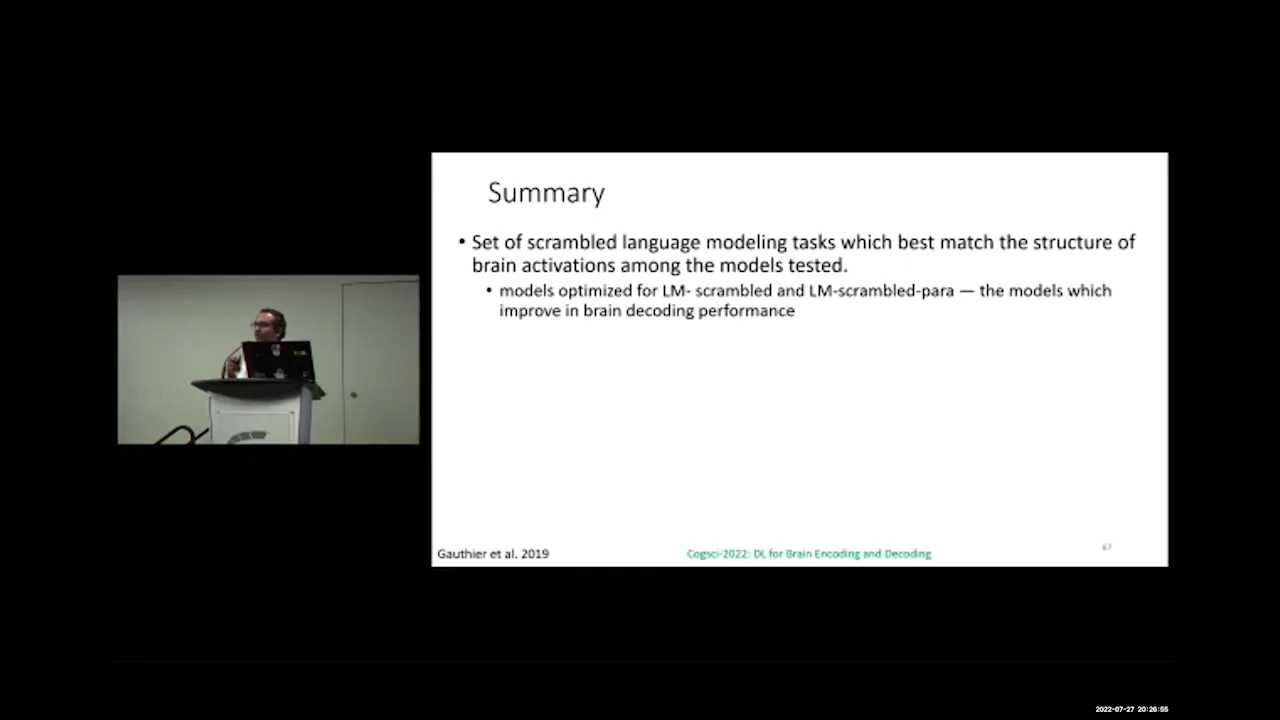 Summary
• Set of scrambled language modeling tasks which best match the structure of
brain activations among the models tested.
• models optimized for LM- scrambled and LM-scrambled-para — the models which
improve in brain decoding performance
Gauthier et al. 2019
Cogsci-2022: DL for Brain Encoding and Decoding
67
2022-07-27 20:26:55